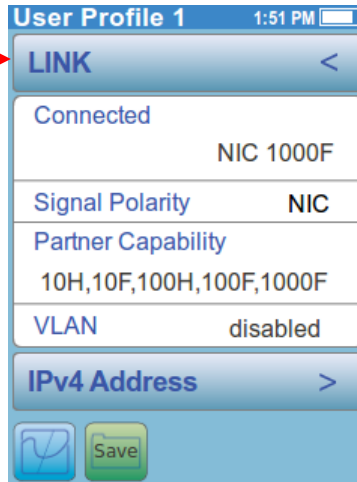 User Profile 1 1:51 PM
LINK <
Connected
NIC 1000F
Signal Polarity NIC
Partner Capability
10H,10F,100H,100F,1000F
VLAN disabled
IPv4 Address >
Save